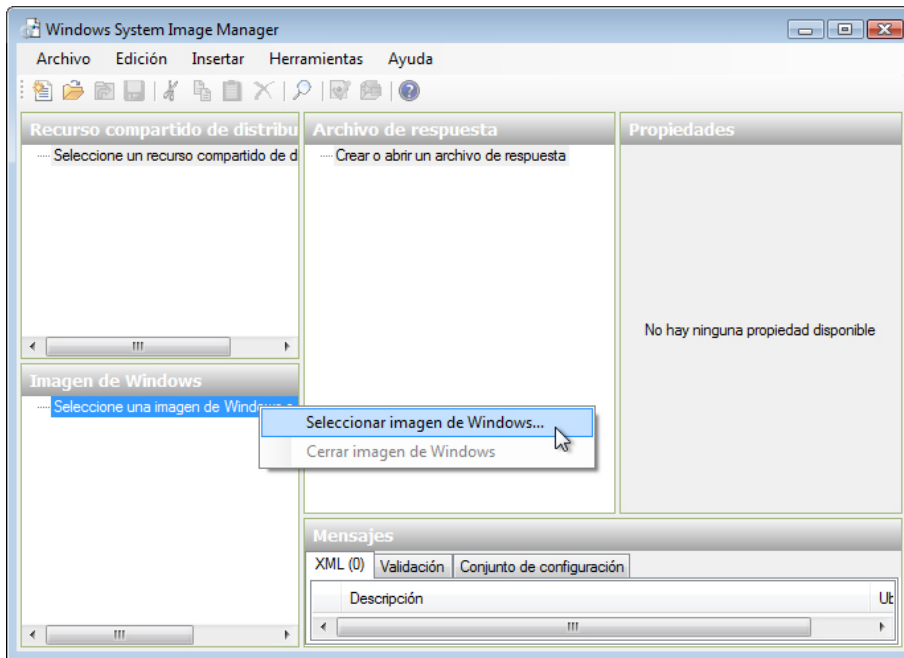 Windows System Image Manager
Archivo Edición Insertar Herramientas Ayuda
Recurso compartido de distribu
Seleccione un recurso compartido de d
Archivo de respuesta
Crear o abrir un archivo de respuesta
Propiedades
No hay ninguna propiedad disponible
Imagen de Windows
Seleccione una imagen de Windows
Seleccionar imagen de Windows...
Cerrar imagen de Windows
Mensajes
XML (0) Validación Conjunto de configuración
Descripción Ub